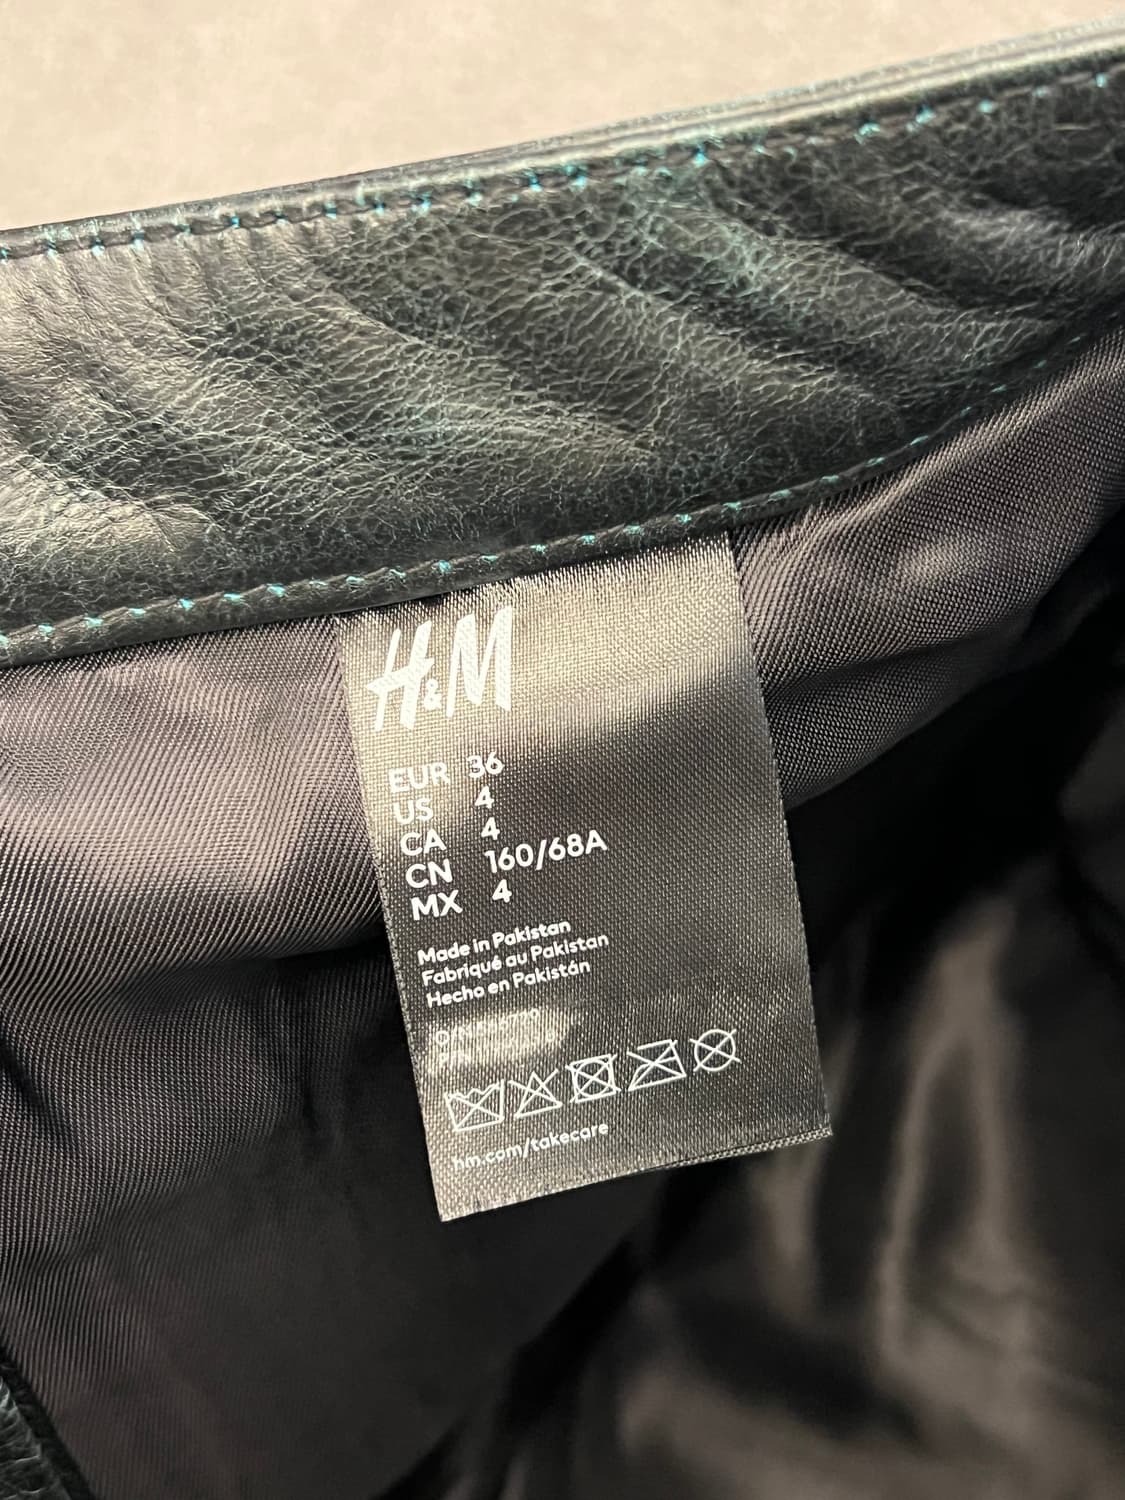 H&M
EUR 36
US 4
CA 4
CN 160/68A
MX 4
Made in Pakistan
Fabriqué au Pakistan
Hecho en Pakistán
hm.com/takecare